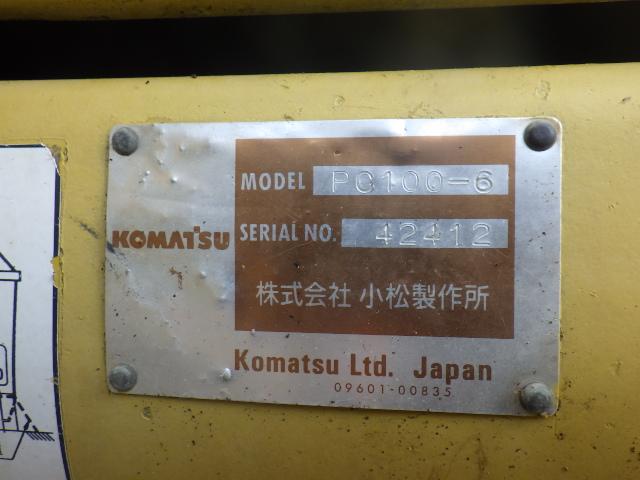 MODEL PC100-6
KOMATSU
SERIAL NO. 42412
株式会社 小松製作所
Komatsu Ltd. Japan
09601-00835